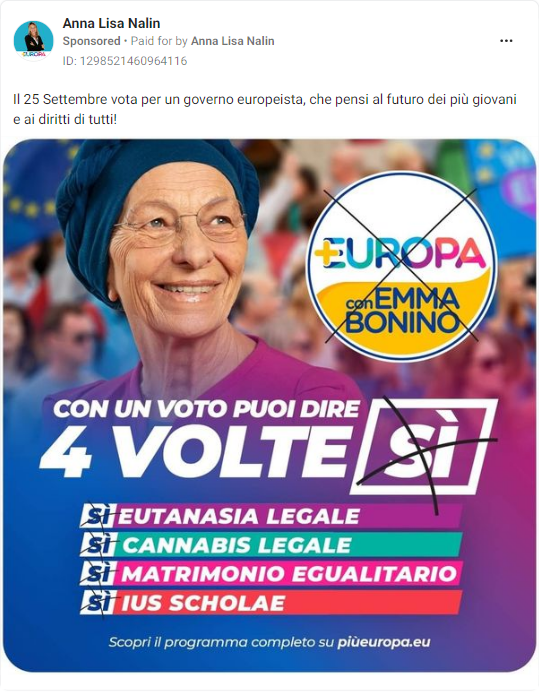 Anna Lisa Nalin
Sponsored • Paid for by Anna Lisa Nalin
ID: 1298521460964116
Il 25 Settembre vota per un governo europeista, che pensi al futuro dei più giovani
e ai diritti di tutti!
+EUROPA
con EMMA
BONINO
CON UN VOTO PUOI DIRE
4 VOLTE SÌ
SÌ EUTANASIA LEGALE
SÌ CANNABIS LEGALE
SÌ MATRIMONIO EGUALITARIO
SÌ IUS SCHOLAE
Scopri il programma completo su piùeuropa.eu